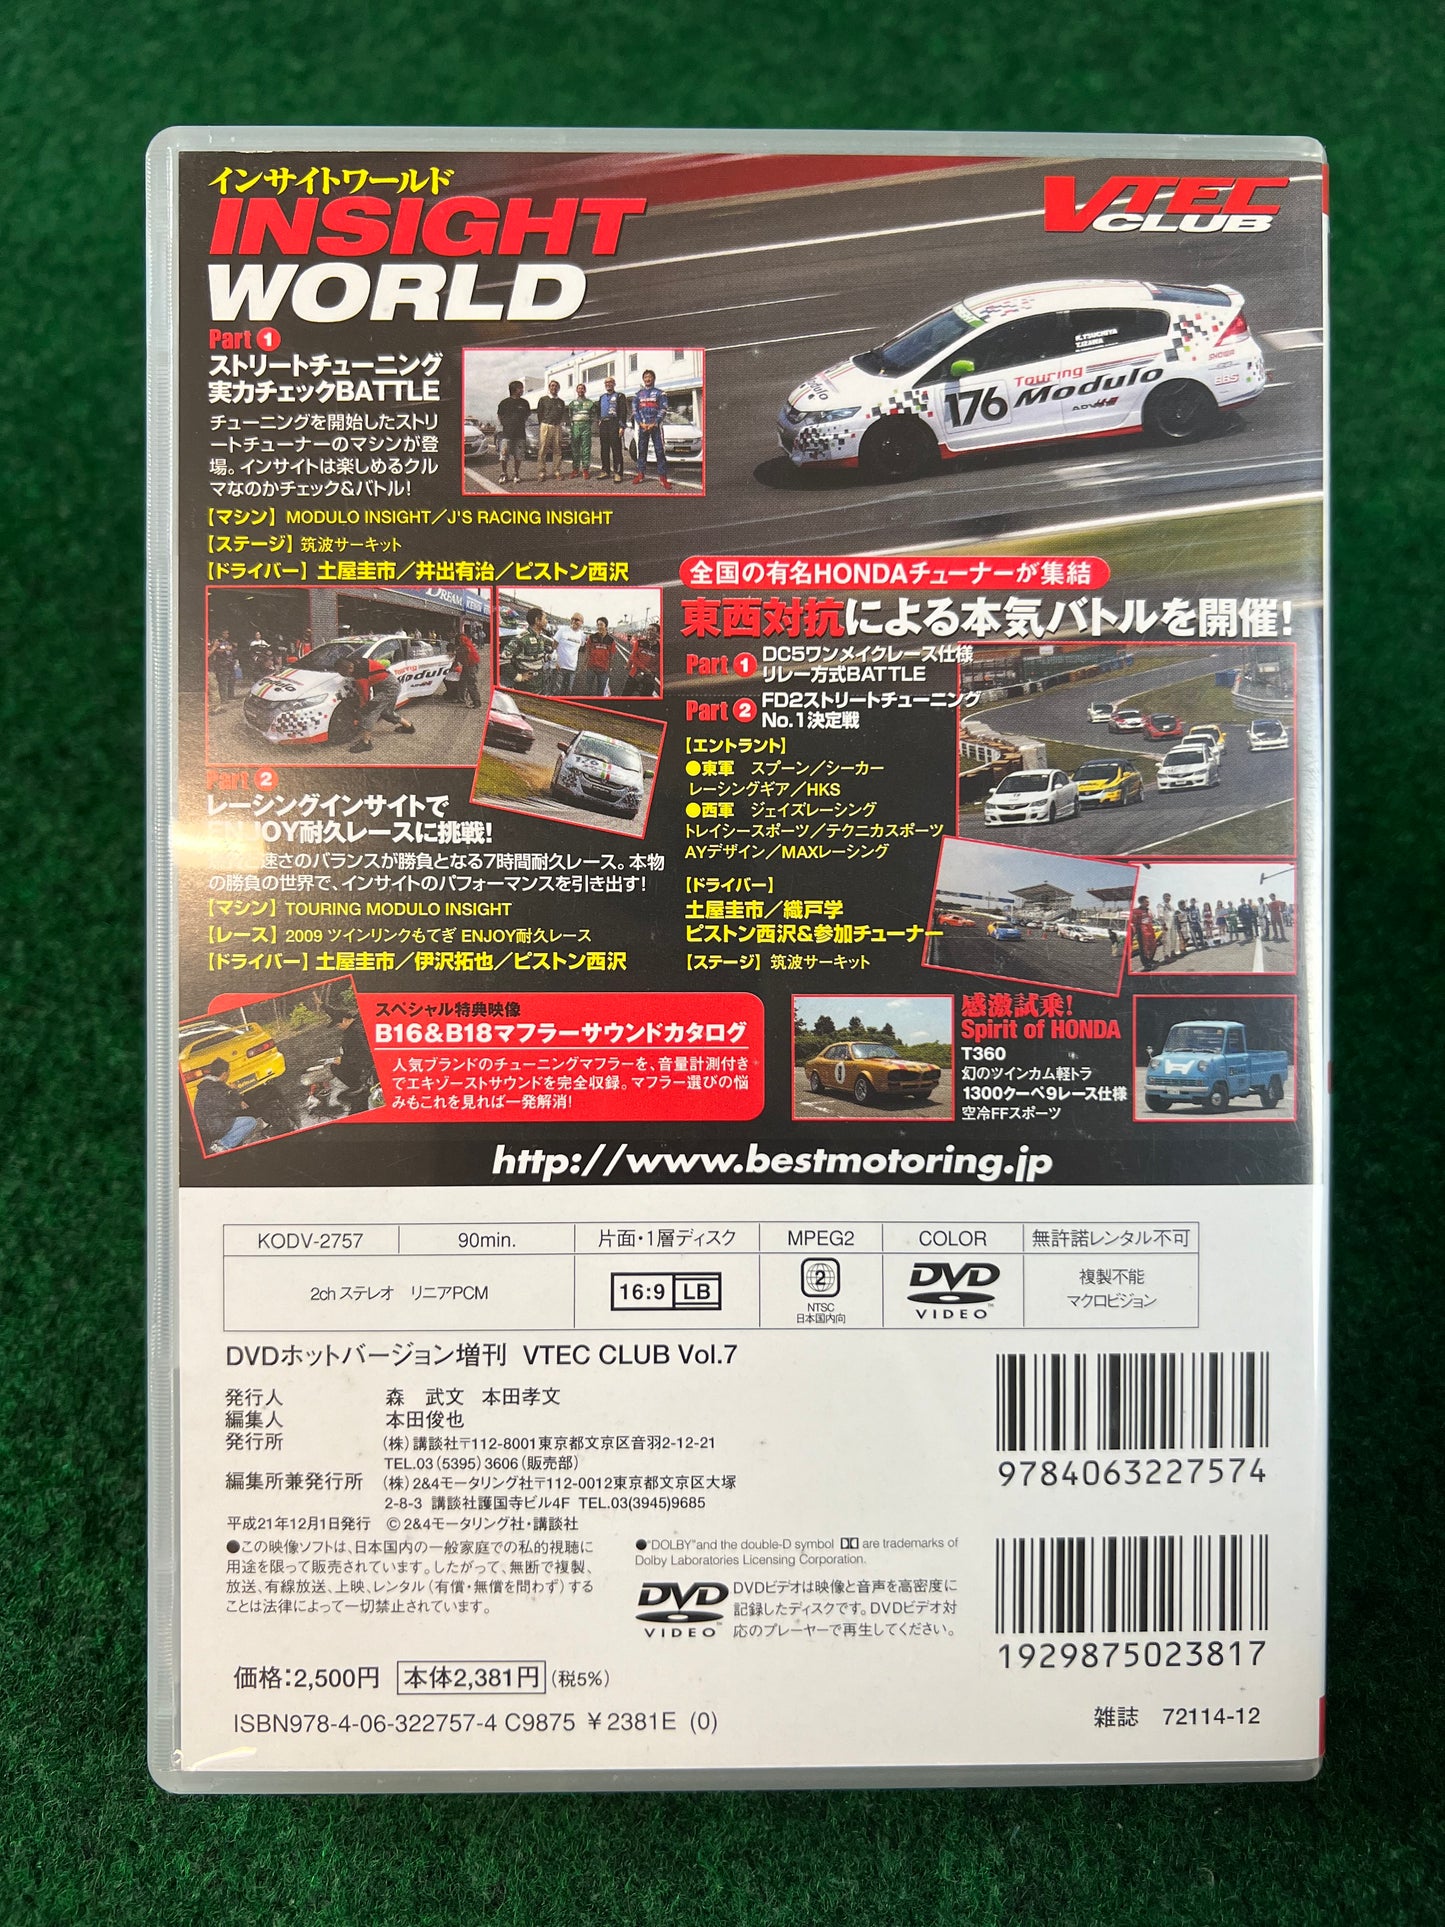 インサイトワールド
INSIGHT
WORLD
VTEC
CLUB
Part 1
ストリートチューニング
実力チェックBATTLE
チューニングを開始したストリ
ートチューナーのマシンが登
場。インサイトは楽しめるクル
マなのかチェック&バトル!
【マシン】MODULO INSIGHT／J'S RACING INSIGHT
【ステージ】筑波サーキット
【ドライバー】土屋圭市／井出有治／ピストン西沢
K.TSUCHIYA
T.IZAWA
176
Touring
Modulo
ADVAN
SHOWA
BBS
Modulo
DREAM
Touring
Modulo
176
Part 2
レーシングインサイトで
ENJOY耐久レースに挑戦!
速さのバランスが勝負となる7時間耐久レース。本物
の勝負の世界で、インサイトのパフォーマンスを引き出す!
【マシン】TOURING MODULO INSIGHT
【レース】2009 ツインリンクもてぎ ENJOY耐久レース
【ドライバー】土屋圭市／伊沢拓也／ピストン西沢
全国の有名HONDAチューナーが集結
東西対抗による本気バトルを開催!
Part 1 DC5ワンメイクレース仕様
リレー方式BATTLE
Part 2 FD2ストリートチューニング
No.1決定戦
【エントラント】
●東軍 スプーン／シーカー
レーシングギア／HKS
●西軍 ジェイズレーシング
トレイシースポーツ／テクニカスポーツ
AYデザイン／MAXレーシング
【ドライバー】
土屋圭市／織戸学
ピストン西沢&参加チューナー
【ステージ】筑波サーキット
スペシャル特典映像
B16&B18マフラーサウンドカタログ
人気ブランドのチューニングマフラーを、音量計測付き
でエキゾーストサウンドを完全収録。マフラー選びの悩
みもこれを見れば一発解消!
感激試乗!
Spirit of HONDA
T360
幻のツインカム軽トラ
1300クーペ9レース仕様
空冷FFスポーツ
http://www.bestmotoring.jp
KODV-2757 90min. 片面・1層ディスク MPEG2 COLOR 無許諾レンタル不可
2ch ステレオ リニアPCM 16:9 LB 2 NTSC 日本国内向 DVD VIDEO 複製不能 マクロビジョン
DVDホットバージョン増刊 VTEC CLUB Vol.7
発行人 森 武文 本田孝文
編集人 本田俊也
発行所 (株)講談社〒112-8001東京都文京区音羽2-12-21
TEL.03(5395)3606(販売部)
編集所兼発行所 (株)2&4モータリング社〒112-0012東京都文京区大塚
2-8-3 講談社護国寺ビル4F TEL.03(3945)9685
平成21年12月1日発行 ©2&4モータリング社・講談社
●この映像ソフトは、日本国内の一般家庭での私的視聴に
用途を限って販売されています。したがって、無断で複製、
放送、有線放送、上映、レンタル(有償・無償を問わず)する
ことは法律によって一切禁止されています。
●"DOLBY"and the double-D symbol are trademarks of
Dolby Laboratories Licensing Corporation.
DVD VIDEO
DVDビデオは映像と音声を高密度に
記録したディスクです。DVDビデオ対
応のプレーヤーで再生してください。
9784063227574
1929875023817
価格:2,500円 本体2,381円 (税5%)
ISBN978-4-06-322757-4 C9875 ￥2381E (0)
雑誌 72114-12